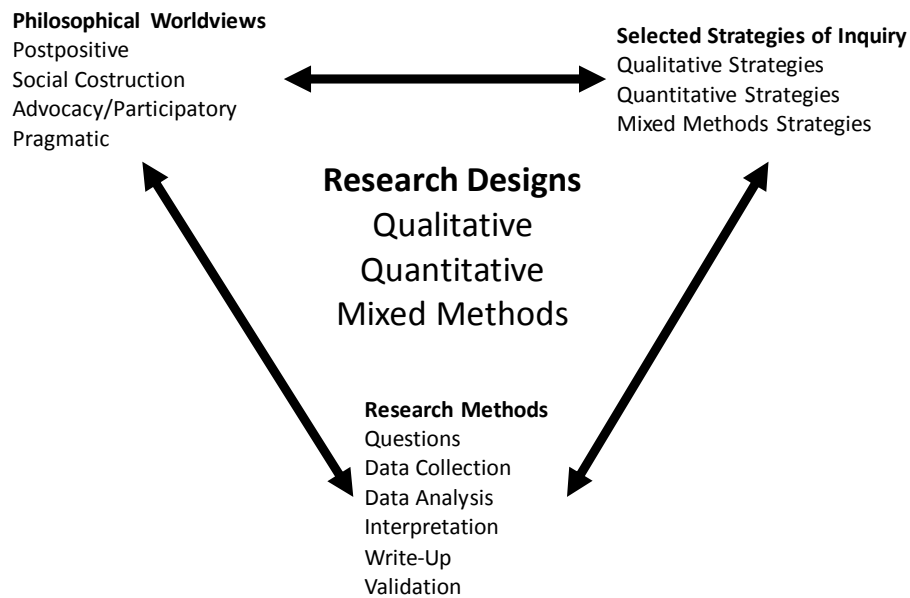 Philosophical Worldviews
Postpositive
Social Costruction
Advocacy/Participatory
Pragmatic
Selected Strategies of Inquiry
Qualitative Strategies
Quantitative Strategies
Mixed Methods Strategies
Research Designs
Qualitative
Quantitative
Mixed Methods
Research Methods
Questions
Data Collection
Data Analysis
Interpretation
Write-Up
Validation